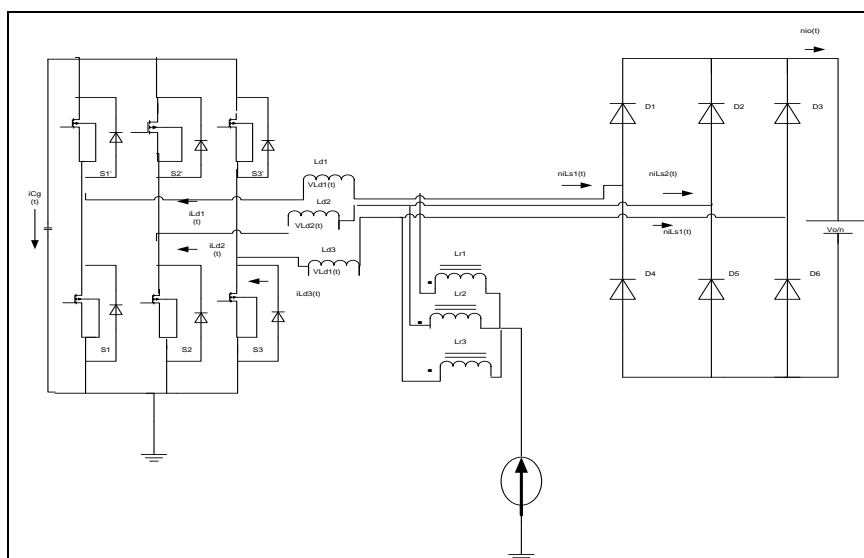 nio(t)
D1
D2
D3
Ld1
VLd1(t)
niLs1(t)
niLs2(t)
S1'
S2'
S3'
iCg
(t)
iLd1
(t)
Ld2
VLd2(t)
iLd2
(t)
Ld3
VLd1(t)
niLs1(t)
Vo/n
iLd3(t)
Lr1
Lr2
Lr3
D4
D5
D6
S1
S2
S3